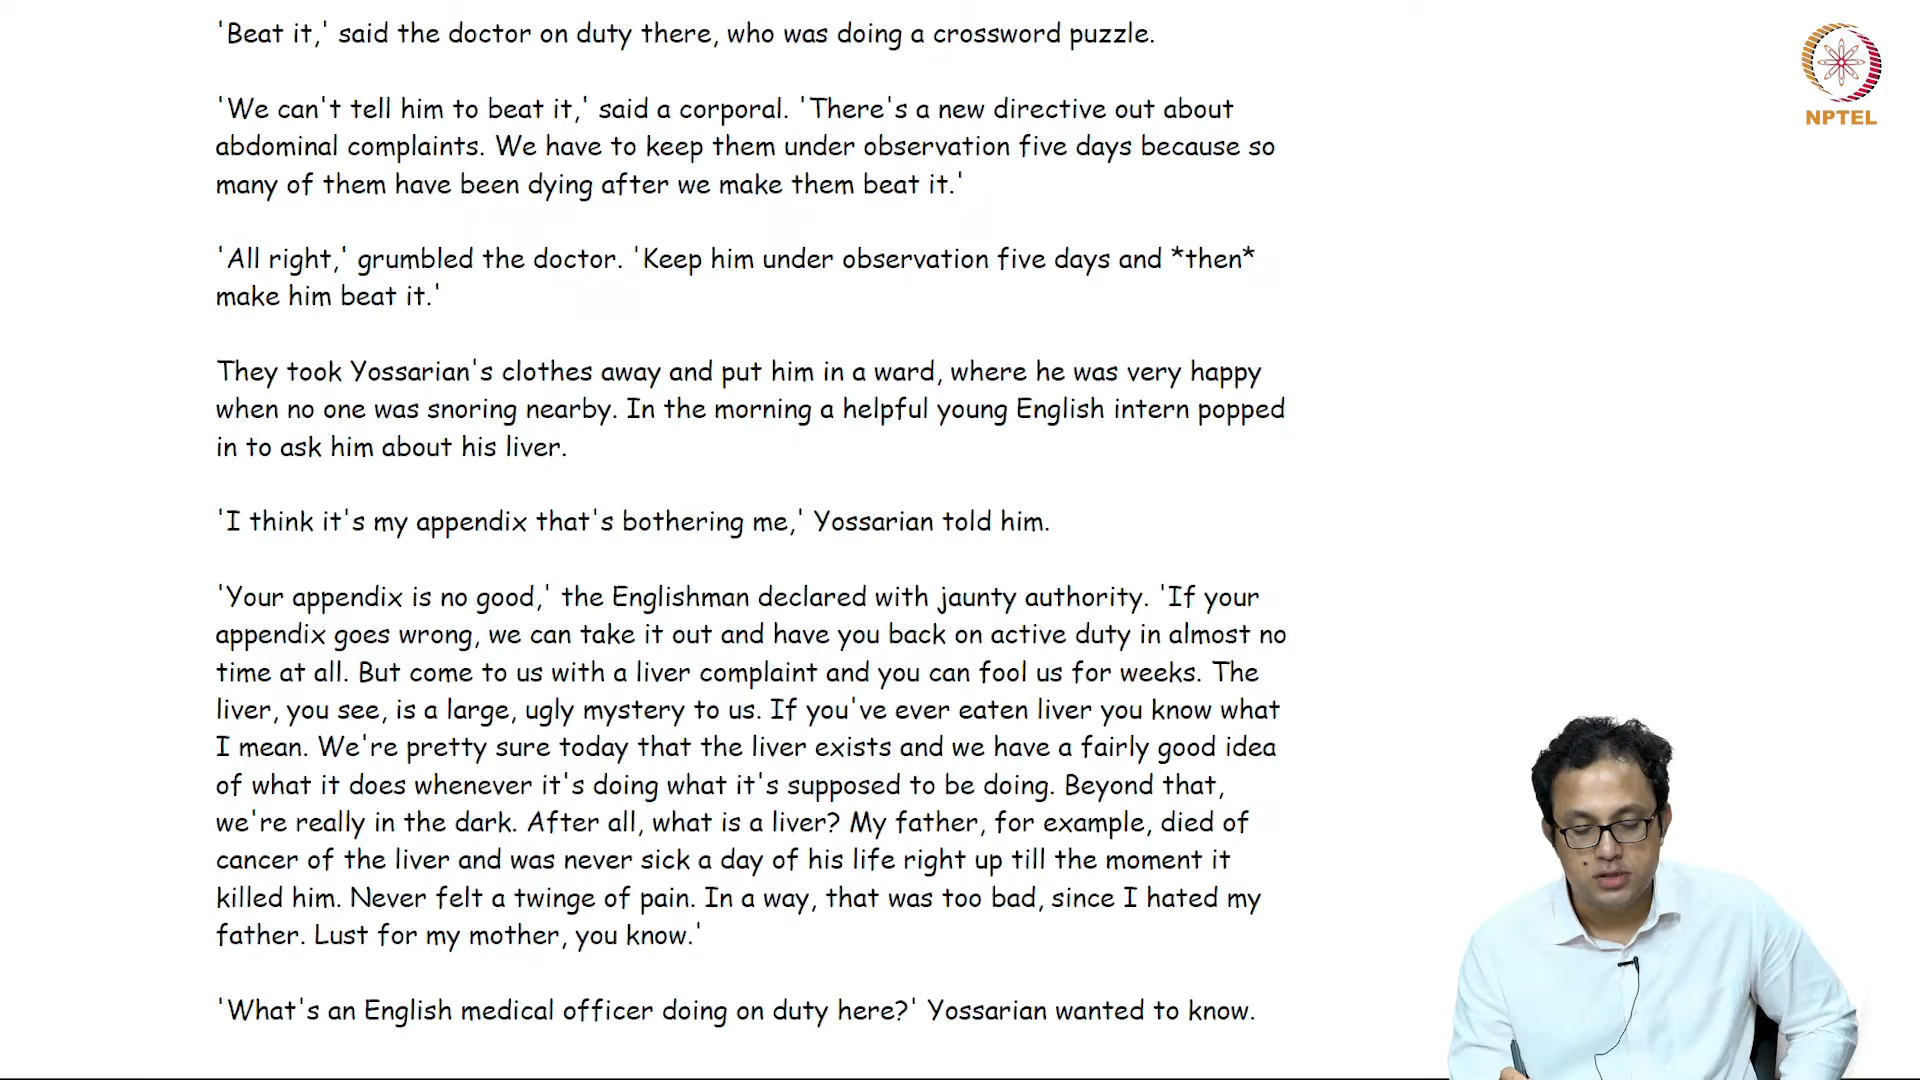 'Beat it,' said the doctor on duty there, who was doing a crossword puzzle.
'We can't tell him to beat it,' said a corporal. 'There's a new directive out about
abdominal complaints. We have to keep them under observation five days because so
many of them have been dying after we make them beat it.'
'All right,' grumbled the doctor. 'Keep him under observation five days and *then*
make him beat it.'
They took Yossarian's clothes away and put him in a ward, where he was very happy
when no one was snoring nearby. In the morning a helpful young English intern popped
in to ask him about his liver.
'I think it's my appendix that's bothering me,' Yossarian told him.
'Your appendix is no good,' the Englishman declared with jaunty authority. 'If your
appendix goes wrong, we can take it out and have you back on active duty in almost no
time at all. But come to us with a liver complaint and you can fool us for weeks. The
liver, you see, is a large, ugly mystery to us. If you've ever eaten liver you know what
I mean. We're pretty sure today that the liver exists and we have a fairly good idea
of what it does whenever it's doing what it's supposed to be doing. Beyond that,
we're really in the dark. After all, what is a liver? My father, for example, died of
cancer of the liver and was never sick a day of his life right up till the moment it
killed him. Never felt a twinge of pain. In a way, that was too bad, since I hated my
father. Lust for my mother, you know.'
'What's an English medical officer doing on duty here?' Yossarian wanted to know.
NPTEL